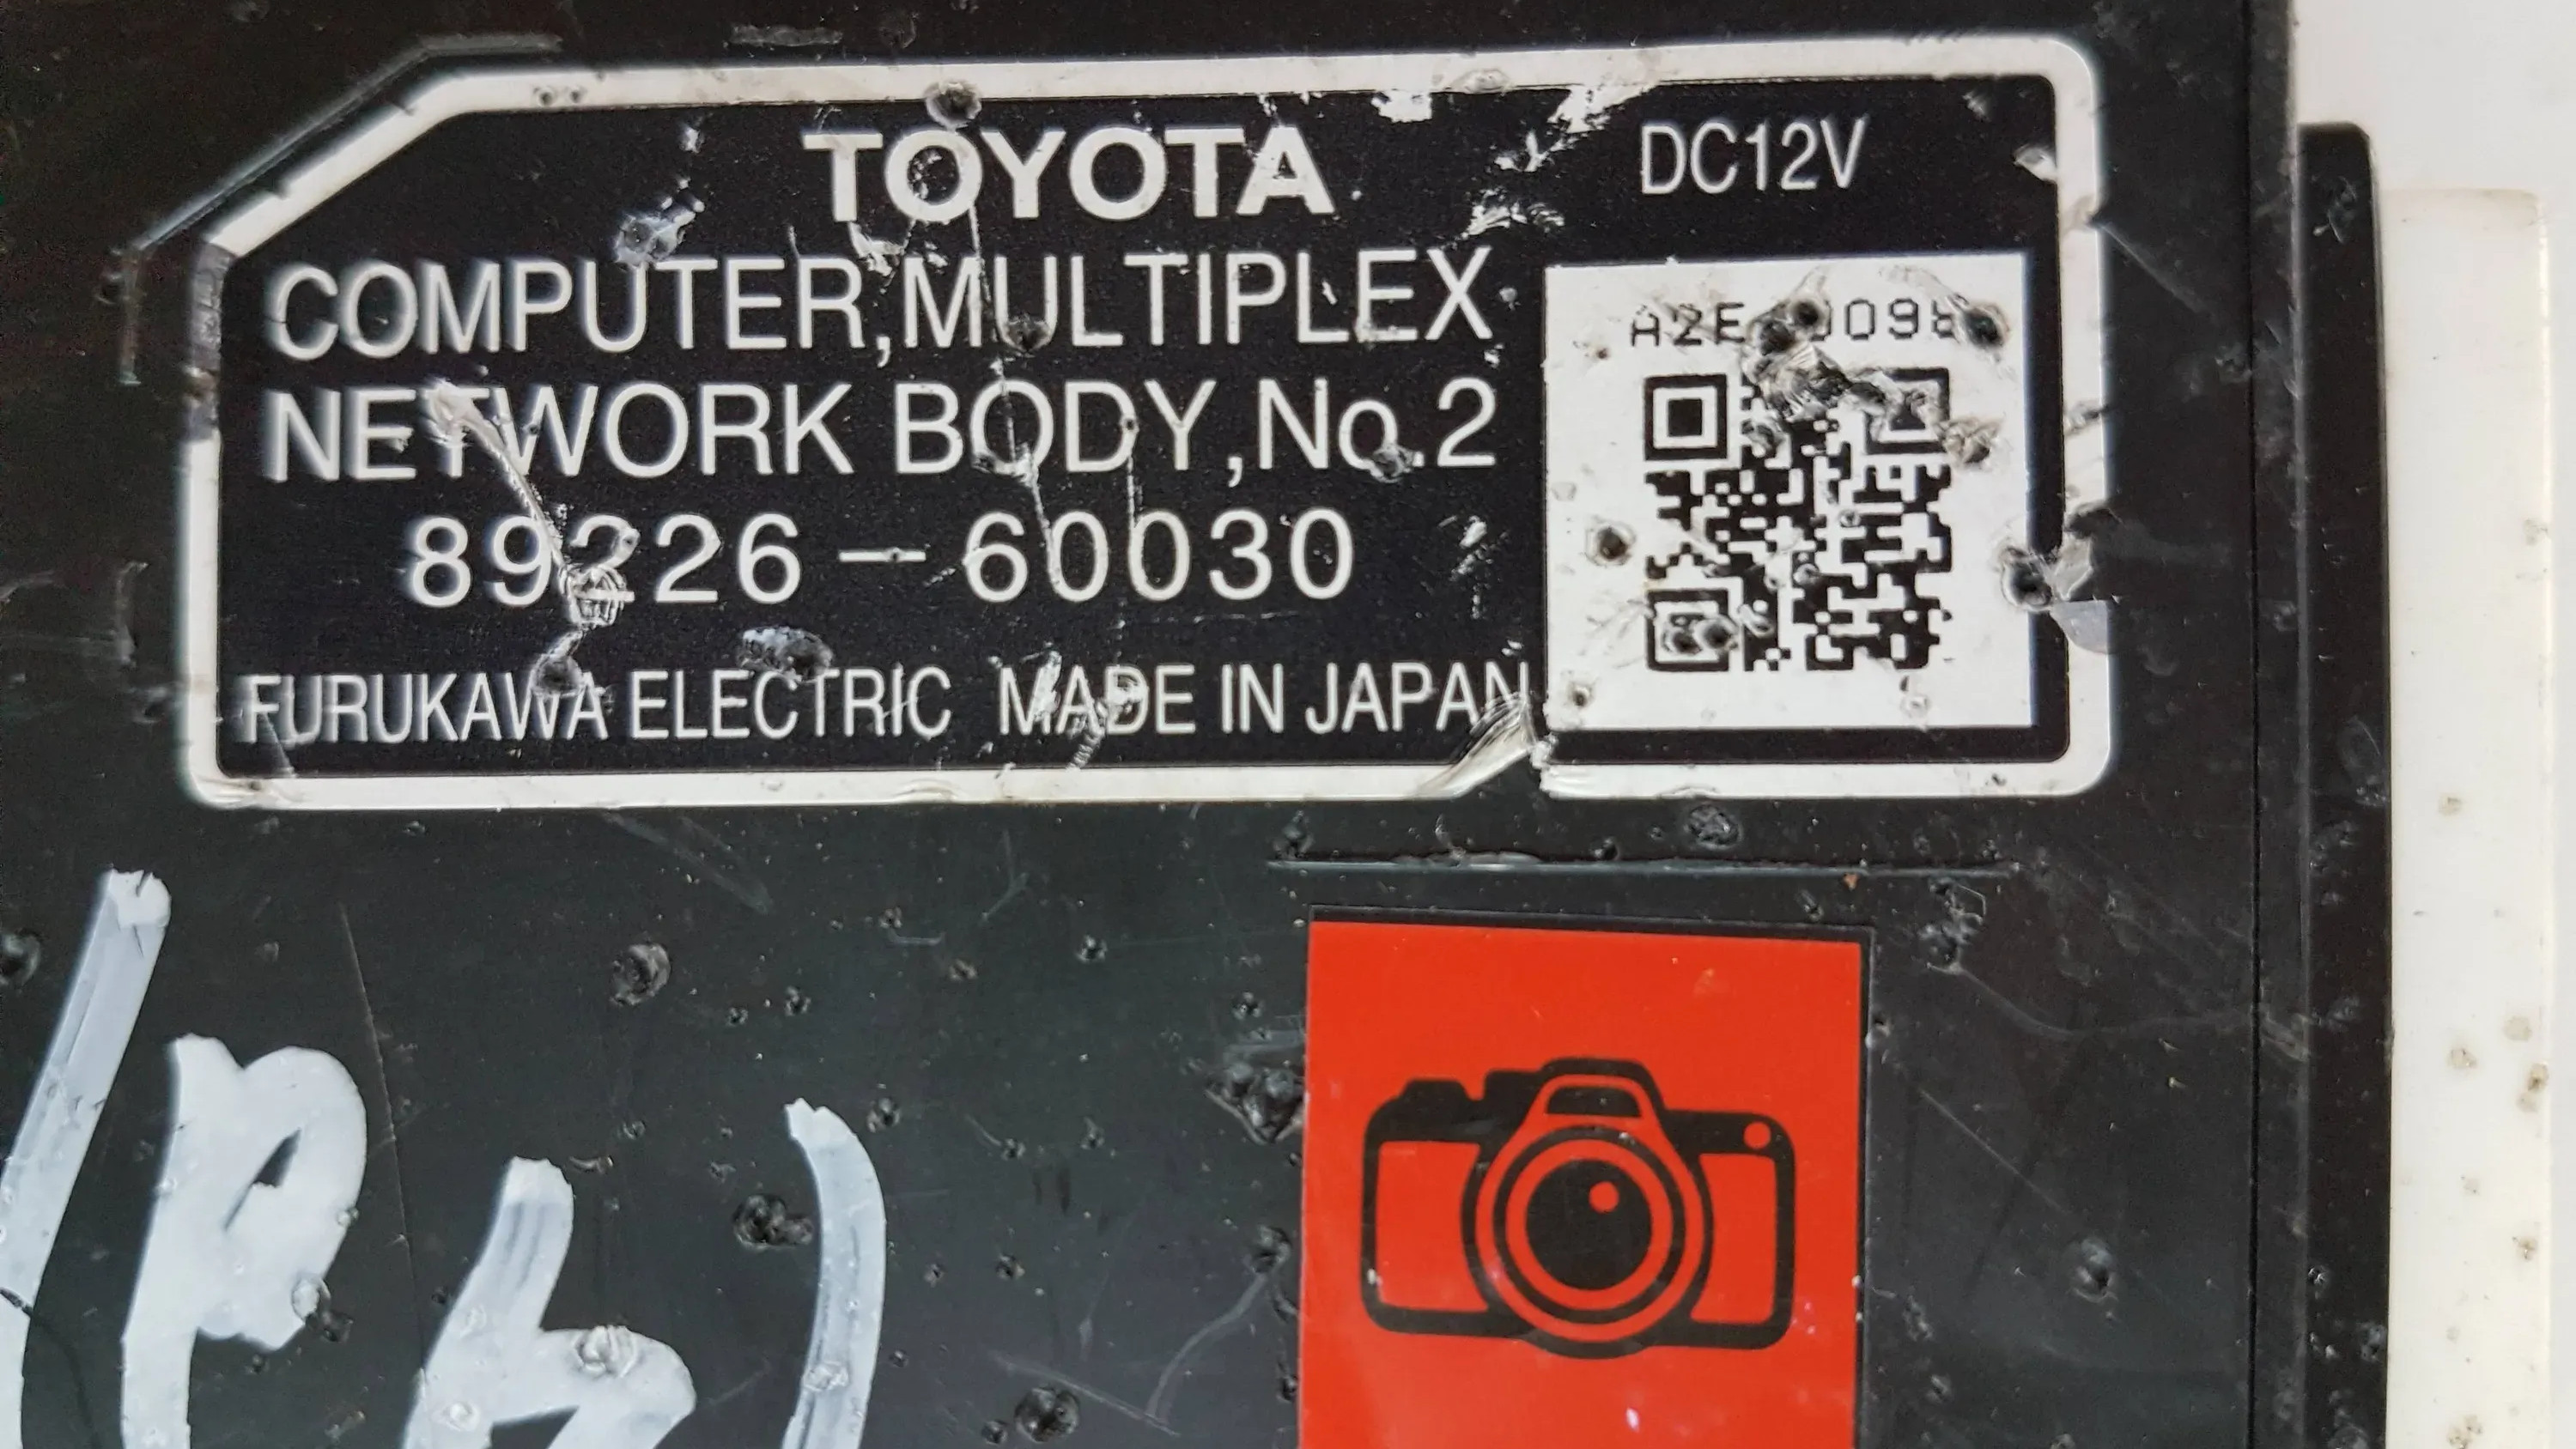 TOYOTA
DC12V
COMPUTER,MULTIPLEX
NETWORK BODY,No.2
89226-60030
FURUKAWA ELECTRIC MADE IN JAPAN